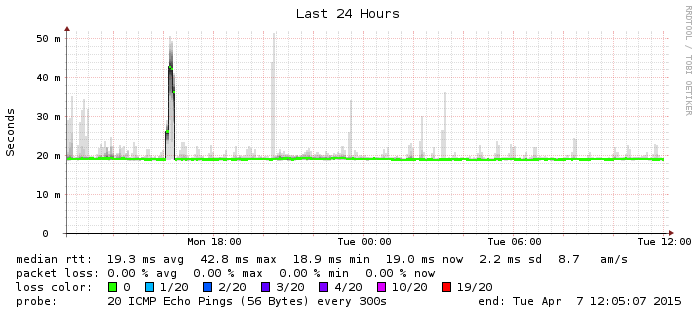 Last 24 Hours
RRDTOOL / TOBI OETIKER
Seconds
50 m
40 m
30 m
20 m
10 m
0
Mon 18:00 Tue 00:00 Tue 06:00 Tue 12:00
median rtt: 19.3 ms avg 42.8 ms max 18.9 ms min 19.0 ms now 2.2 ms sd 8.7 am/s
packet loss: 0.00 % avg 0.00 % max 0.00 % min 0.00 % now
loss color: 0 1/20 2/20 3/20 4/20 10/20 19/20
probe: 20 ICMP Echo Pings (56 Bytes) every 300s end: Tue Apr 7 12:05:07 2015